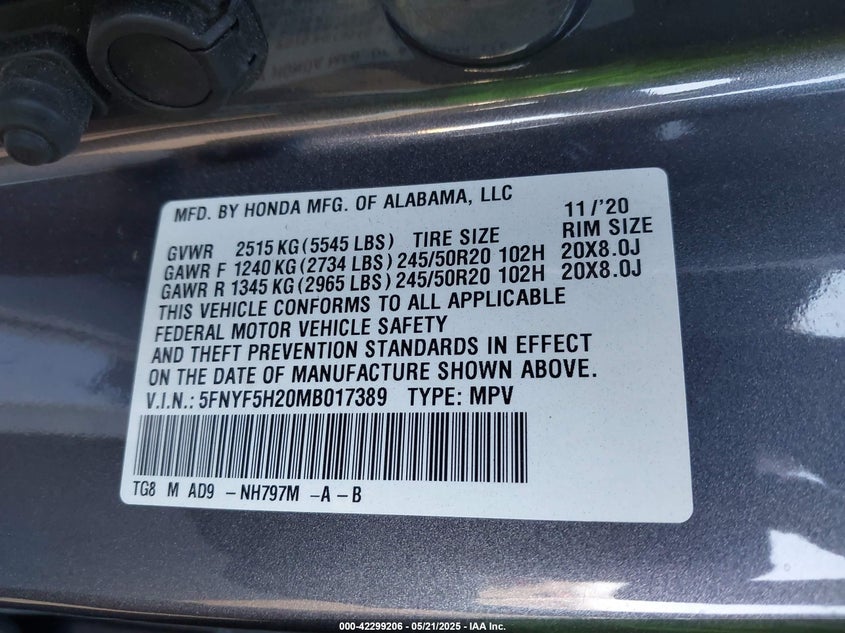 MFD. BY HONDA MFG. OF ALABAMA, LLC 11/'20
GVWR 2515 KG (5545 LBS) TIRE SIZE RIM SIZE
GAWR F 1240 KG (2734 LBS) 245/50R20 102H 20X8.0J
GAWR R 1345 KG (2965 LBS) 245/50R20 102H 20X8.0J
THIS VEHICLE CONFORMS TO ALL APPLICABLE
FEDERAL MOTOR VEHICLE SAFETY
AND THEFT PREVENTION STANDARDS IN EFFECT
ON THE DATE OF MANUFACTURE SHOWN ABOVE.
V.I.N.: 5FNYF5H20MB017389 TYPE: MPV
TG8 M AD9 - NH797M - A - B
000-42299206 - 05/21/2025 - IAA Inc.